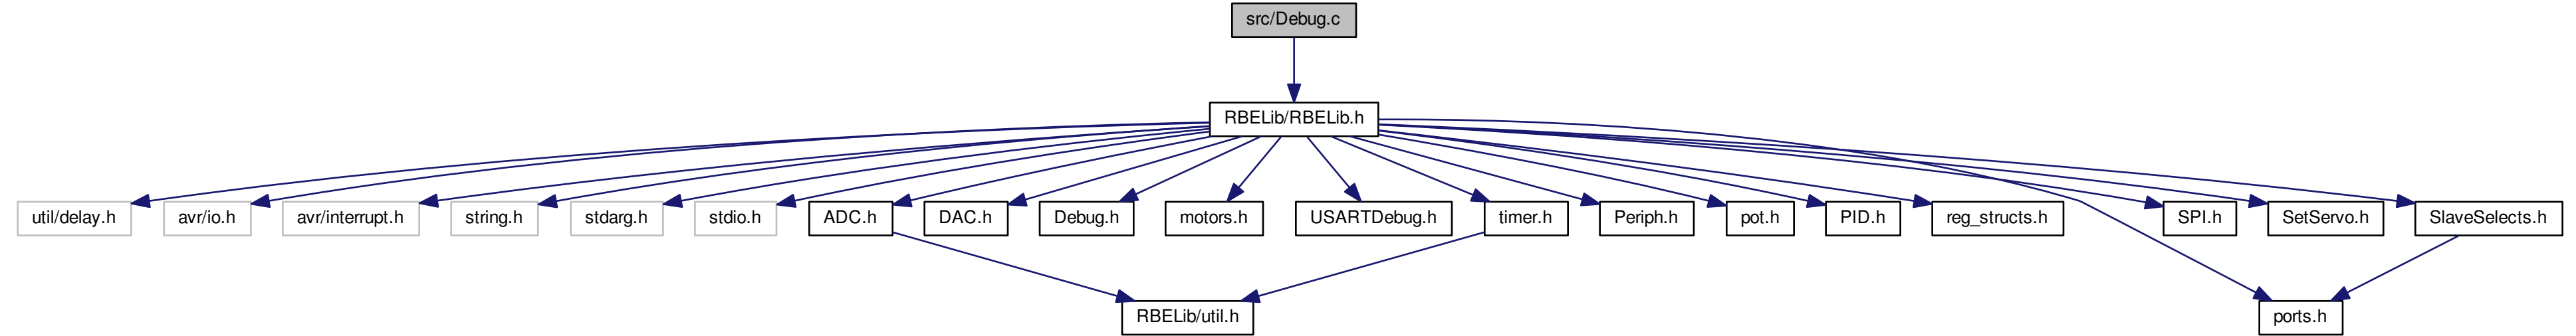 src/Debug.c
RBELib/RBELib.h
util/delay.h
avr/io.h
avr/interrupt.h
string.h
stdarg.h
stdio.h
ADC.h
DAC.h
Debug.h
motors.h
USARTDebug.h
timer.h
Periph.h
pot.h
PID.h
reg_structs.h
SPI.h
SetServo.h
SlaveSelects.h
RBELib/util.h
ports.h